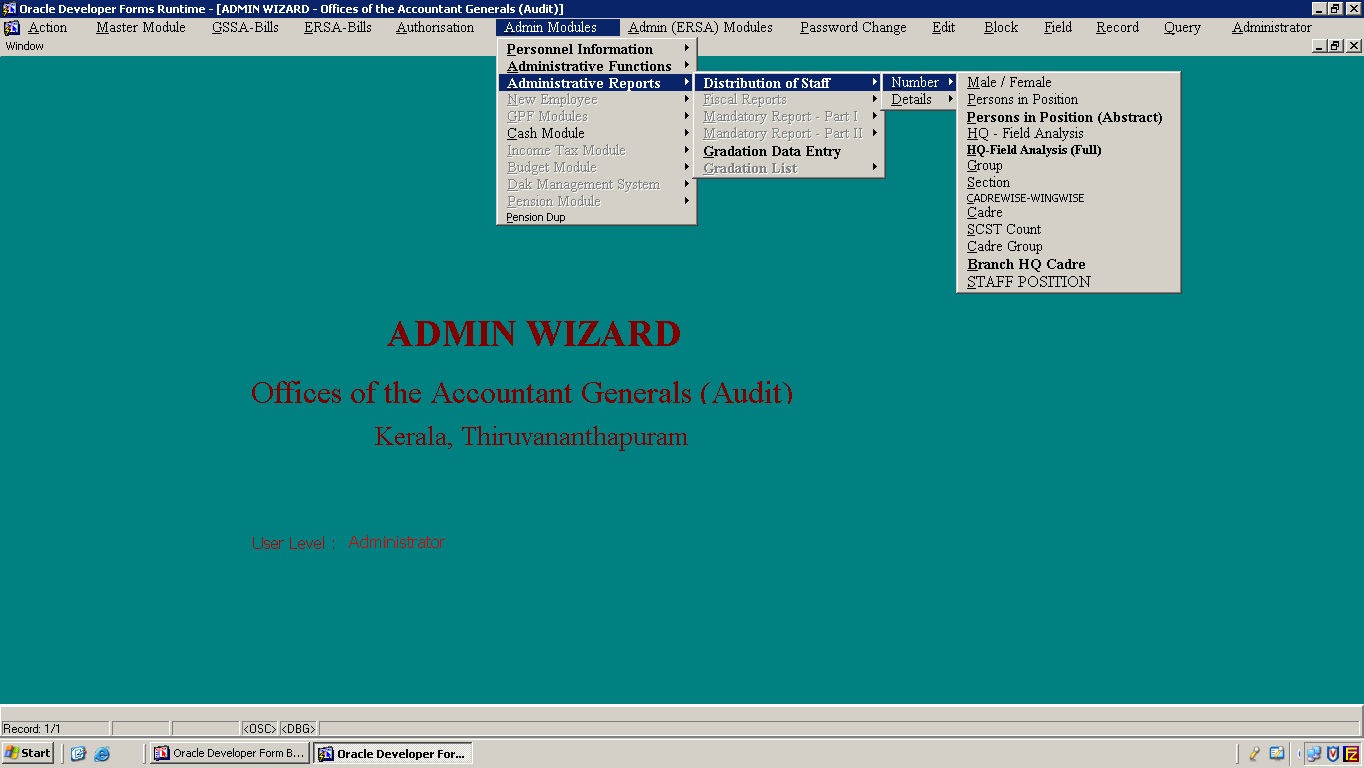 Oracle Developer Forms Runtime - [ADMIN WIZARD - Offices of the Accountant Generals (Audit)]
Action Master Module GSSA-Bills ERSA-Bills Authorisation Admin Modules Admin (ERSA) Modules Password Change Edit Block Field Record Query Administrator
Window
Personnel Information
Administrative Functions
Administrative Reports
New Employee
GPF Modules
Cash Module
Income Tax Module
Budget Module
Dak Management System
Pension Module
Pension Dup
Distribution of Staff
Fiscal Reports
Mandatory Report - Part I
Mandatory Report - Part II
Gradation Data Entry
Gradation List
Number
Details
Male / Female
Persons in Position
Persons in Position (Abstract)
HQ - Field Analysis
HQ-Field Analysis (Full)
Group
Section
CADREWISE-WINGWISE
Cadre
SCST Count
Cadre Group
Branch HQ Cadre
STAFF POSITION
ADMIN WIZARD
Offices of the Accountant Generals (Audit)
Kerala, Thiruvananthapuram
User Level : Administrator
Record: 1/1 <OSC> <DBG>
Start Oracle Developer Form B... Oracle Developer For...